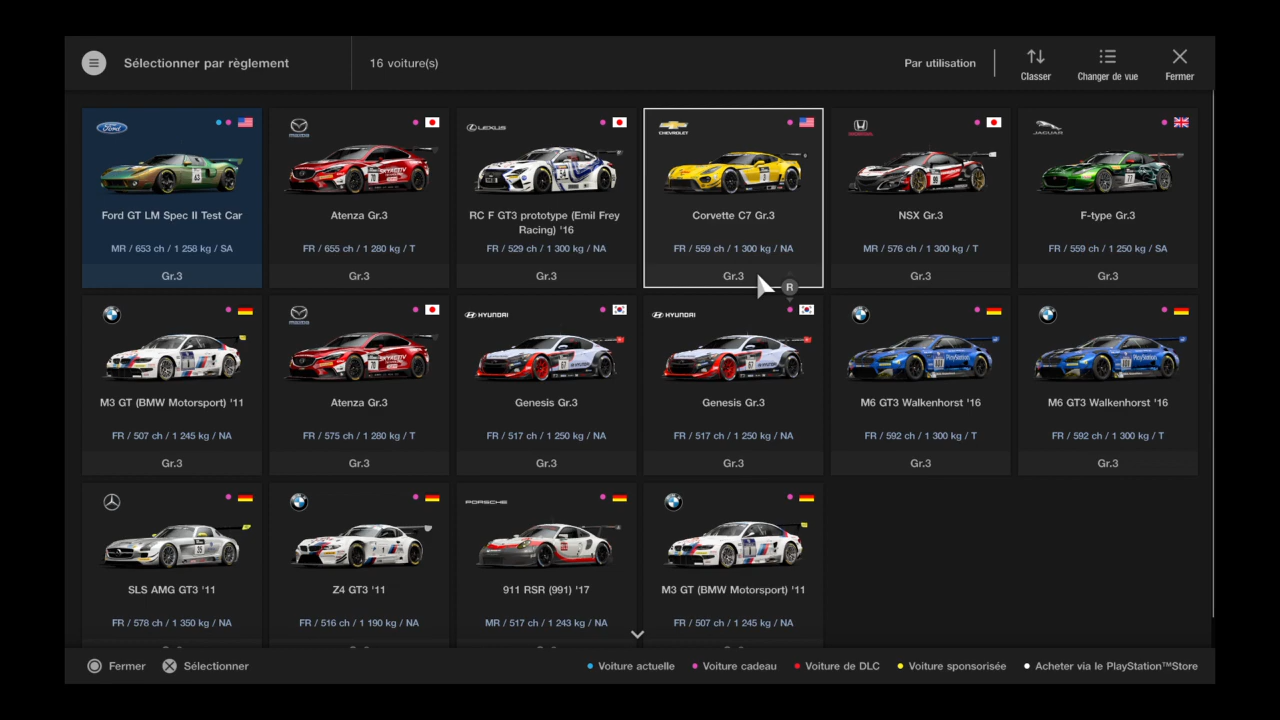 Sélectionner par règlement
16 voiture(s)
Par utilisation
Classer
Changer de vue
Fermer
Ford
Ford GT LM Spec II Test Car
MR / 653 ch / 1 258 kg / SA
Gr.3
Atenza Gr.3
FR / 655 ch / 1 280 kg / T
Gr.3
LEXUS
RC F GT3 prototype (Emil Frey
Racing) '16
FR / 529 ch / 1 300 kg / NA
Gr.3
CHEVROLET
Corvette C7 Gr.3
FR / 559 ch / 1 300 kg / NA
Gr.3
R
HONDA
NSX Gr.3
MR / 576 ch / 1 300 kg / T
Gr.3
JAGUAR
F-type Gr.3
FR / 559 ch / 1 250 kg / SA
Gr.3
M3 GT (BMW Motorsport) '11
FR / 507 ch / 1 245 kg / NA
Gr.3
Atenza Gr.3
FR / 575 ch / 1 280 kg / T
Gr.3
HYUNDAI
Genesis Gr.3
FR / 517 ch / 1 250 kg / NA
Gr.3
HYUNDAI
Genesis Gr.3
FR / 517 ch / 1 250 kg / NA
Gr.3
PlayStation
M6 GT3 Walkenhorst '16
FR / 592 ch / 1 300 kg / T
Gr.3
PlayStation
M6 GT3 Walkenhorst '16
FR / 592 ch / 1 300 kg / T
Gr.3
SLS AMG GT3 '11
FR / 578 ch / 1 350 kg / NA
Z4 GT3 '11
FR / 516 ch / 1 190 kg / NA
PORSCHE
911 RSR (991) '17
MR / 517 ch / 1 243 kg / NA
M3 GT (BMW Motorsport) '11
FR / 507 ch / 1 245 kg / NA
Fermer
Sélectionner
Voiture actuelle
Voiture cadeau
Voiture de DLC
Voiture sponsorisée
Acheter via le PlayStation™Store